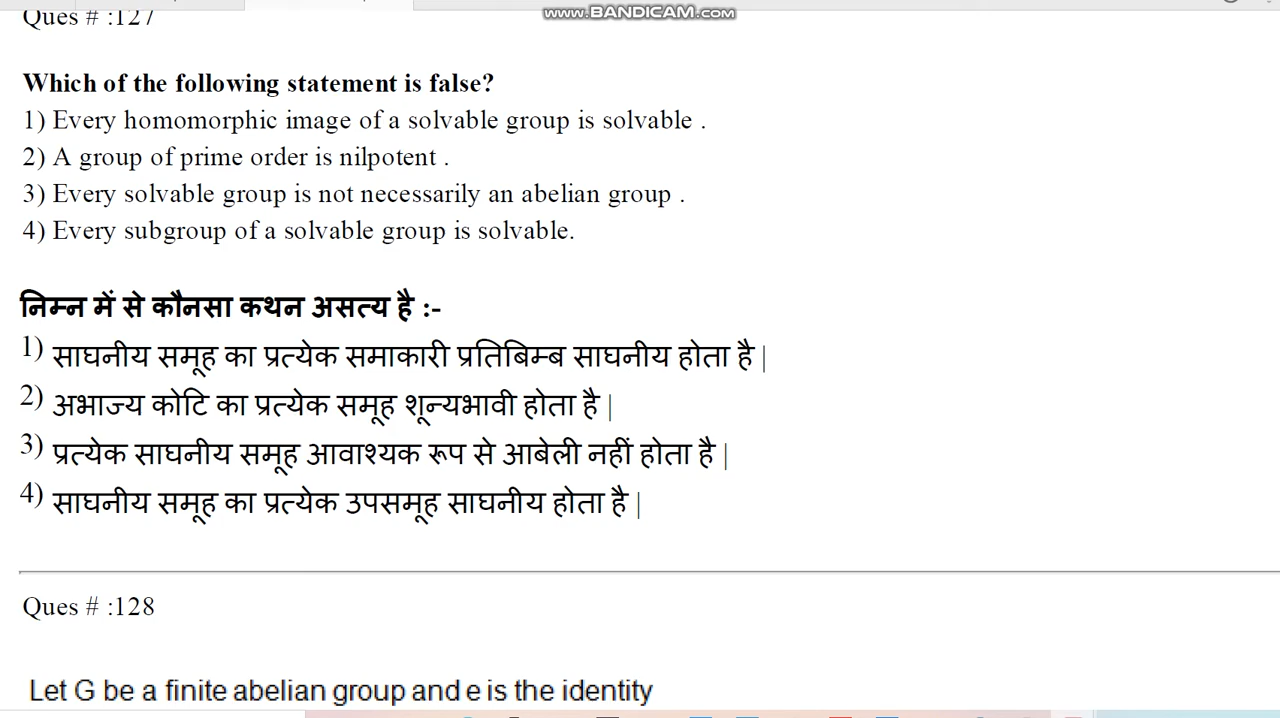 www.BANDICAM.com
Ques # :127
Which of the following statement is false?
1) Every homomorphic image of a solvable group is solvable .
2) A group of prime order is nilpotent .
3) Every solvable group is not necessarily an abelian group .
4) Every subgroup of a solvable group is solvable.
निम्न में से कौनसा कथन असत्य है :-
1) साघनीय समूह का प्रत्येक समाकारी प्रतिबिम्ब साघनीय होता है |
2) अभाज्य कोटि का प्रत्येक समूह शून्यभावी होता है |
3) प्रत्येक साघनीय समूह आवाश्यक रूप से आबेली नहीं होता है |
4) साघनीय समूह का प्रत्येक उपसमूह साघनीय होता है |
Ques # :128
Let G be a finite abelian group and e is the identity